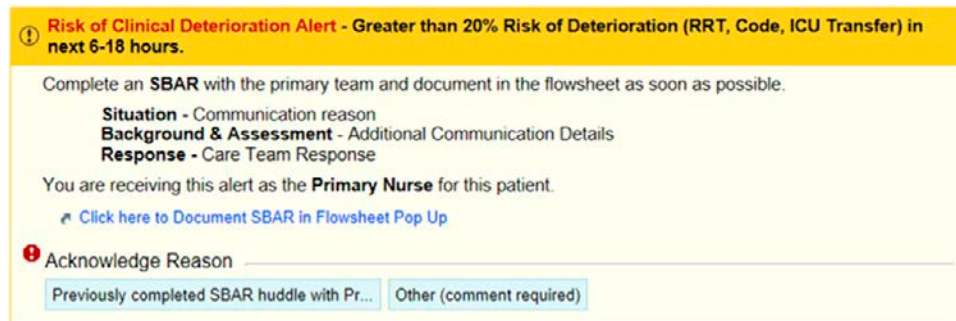 Risk of Clinical Deterioration Alert - Greater than 20% Risk of Deterioration (RRT, Code, ICU Transfer) in
next 6-18 hours.
Complete an SBAR with the primary team and document in the flowsheet as soon as possible.
Situation - Communication reason
Background & Assessment - Additional Communication Details
Response - Care Team Response
You are receiving this alert as the Primary Nurse for this patient.
Click here to Document SBAR in Flowsheet Pop Up
Acknowledge Reason
Previously completed SBAR huddle with Pr... Other (comment required)